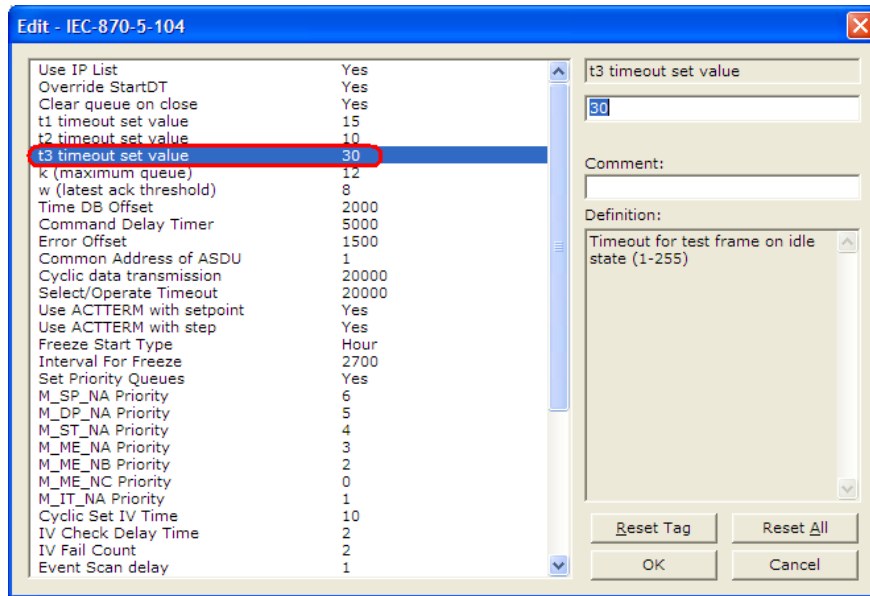 Edit - IEC-870-5-104
Use IP List Yes
Override StartDT Yes
Clear queue on close Yes
t1 timeout set value 15
t2 timeout set value 10
t3 timeout set value 30
k (maximum queue) 12
w (latest ack threshold) 8
Time DB Offset 2000
Command Delay Timer 5000
Error Offset 1500
Common Address of ASDU 1
Cyclic data transmission 20000
Select/Operate Timeout 20000
Use ACTTERM with setpoint Yes
Use ACTTERM with step Yes
Freeze Start Type Hour
Interval For Freeze 2700
Set Priority Queues Yes
M_SP_NA Priority 6
M_DP_NA Priority 5
M_ST_NA Priority 4
M_ME_NA Priority 3
M_ME_NB Priority 2
M_ME_NC Priority 0
M_IT_NA Priority 1
Cyclic Set IV Time 10
IV Check Delay Time 2
IV Fail Count 2
Event Scan delay 1
t3 timeout set value
30
Comment:
Definition:
Timeout for test frame on idle
state (1-255)
Reset Tag Reset All
OK Cancel